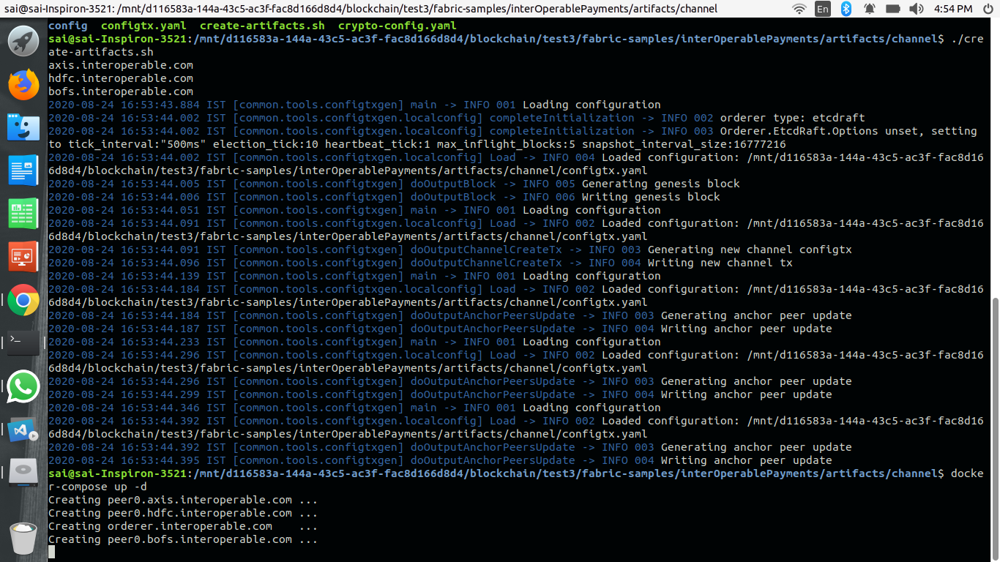 sai@sai-Inspiron-3521: /mnt/d116583a-144a-43c5-ac3f-fac8d166d8d4/blockchain/test3/fabric-samples/interOperablePayments/artifacts/channel En 4:54 PM
config configtx.yaml create-artifacts.sh crypto-config.yaml
sai@sai-Inspiron-3521:/mnt/d116583a-144a-43c5-ac3f-fac8d166d8d4/blockchain/test3/fabric-samples/interOperablePayments/artifacts/channel$ ./cre
ate-artifacts.sh
axis.interoperable.com
hdfc.interoperable.com
bofs.interoperable.com
2020-08-24 16:53:43.884 IST [common.tools.configtxgen] main -> INFO 001 Loading configuration
2020-08-24 16:53:44.002 IST [common.tools.configtxgen.localconfig] completeInitialization -> INFO 002 orderer type: etcdraft
2020-08-24 16:53:44.002 IST [common.tools.configtxgen.localconfig] completeInitialization -> INFO 003 Orderer.EtcdRaft.Options unset, setting
to tick_interval:"500ms" election_tick:10 heartbeat_tick:1 max_inflight_blocks:5 snapshot_interval_size:16777216
2020-08-24 16:53:44.002 IST [common.tools.configtxgen.localconfig] Load -> INFO 004 Loaded configuration: /mnt/d116583a-144a-43c5-ac3f-fac8d16
6d8d4/blockchain/test3/fabric-samples/interOperablePayments/artifacts/channel/configtx.yaml
2020-08-24 16:53:44.005 IST [common.tools.configtxgen] doOutputBlock -> INFO 005 Generating genesis block
2020-08-24 16:53:44.006 IST [common.tools.configtxgen] doOutputBlock -> INFO 006 Writing genesis block
2020-08-24 16:53:44.051 IST [common.tools.configtxgen] main -> INFO 001 Loading configuration
2020-08-24 16:53:44.091 IST [common.tools.configtxgen.localconfig] Load -> INFO 002 Loaded configuration: /mnt/d116583a-144a-43c5-ac3f-fac8d16
6d8d4/blockchain/test3/fabric-samples/interOperablePayments/artifacts/channel/configtx.yaml
2020-08-24 16:53:44.091 IST [common.tools.configtxgen] doOutputChannelCreateTx -> INFO 003 Generating new channel configtx
2020-08-24 16:53:44.096 IST [common.tools.configtxgen] doOutputChannelCreateTx -> INFO 004 Writing new channel tx
2020-08-24 16:53:44.139 IST [common.tools.configtxgen] main -> INFO 001 Loading configuration
2020-08-24 16:53:44.184 IST [common.tools.configtxgen.localconfig] Load -> INFO 002 Loaded configuration: /mnt/d116583a-144a-43c5-ac3f-fac8d16
6d8d4/blockchain/test3/fabric-samples/interOperablePayments/artifacts/channel/configtx.yaml
2020-08-24 16:53:44.184 IST [common.tools.configtxgen] doOutputAnchorPeersUpdate -> INFO 003 Generating anchor peer update
2020-08-24 16:53:44.187 IST [common.tools.configtxgen] doOutputAnchorPeersUpdate -> INFO 004 Writing anchor peer update
2020-08-24 16:53:44.233 IST [common.tools.configtxgen] main -> INFO 001 Loading configuration
2020-08-24 16:53:44.296 IST [common.tools.configtxgen.localconfig] Load -> INFO 002 Loaded configuration: /mnt/d116583a-144a-43c5-ac3f-fac8d16
6d8d4/blockchain/test3/fabric-samples/interOperablePayments/artifacts/channel/configtx.yaml
2020-08-24 16:53:44.296 IST [common.tools.configtxgen] doOutputAnchorPeersUpdate -> INFO 003 Generating anchor peer update
2020-08-24 16:53:44.299 IST [common.tools.configtxgen] doOutputAnchorPeersUpdate -> INFO 004 Writing anchor peer update
2020-08-24 16:53:44.346 IST [common.tools.configtxgen] main -> INFO 001 Loading configuration
2020-08-24 16:53:44.392 IST [common.tools.configtxgen.localconfig] Load -> INFO 002 Loaded configuration: /mnt/d116583a-144a-43c5-ac3f-fac8d16
6d8d4/blockchain/test3/fabric-samples/interOperablePayments/artifacts/channel/configtx.yaml
2020-08-24 16:53:44.392 IST [common.tools.configtxgen] doOutputAnchorPeersUpdate -> INFO 003 Generating anchor peer update
2020-08-24 16:53:44.395 IST [common.tools.configtxgen] doOutputAnchorPeersUpdate -> INFO 004 Writing anchor peer update
sai@sai-Inspiron-3521:/mnt/d116583a-144a-43c5-ac3f-fac8d166d8d4/blockchain/test3/fabric-samples/interOperablePayments/artifacts/channel$ docke
r-compose up -d
Creating peer0.axis.interoperable.com ...
Creating peer0.hdfc.interoperable.com ...
Creating orderer.interoperable.com    ...
Creating peer0.bofs.interoperable.com ...